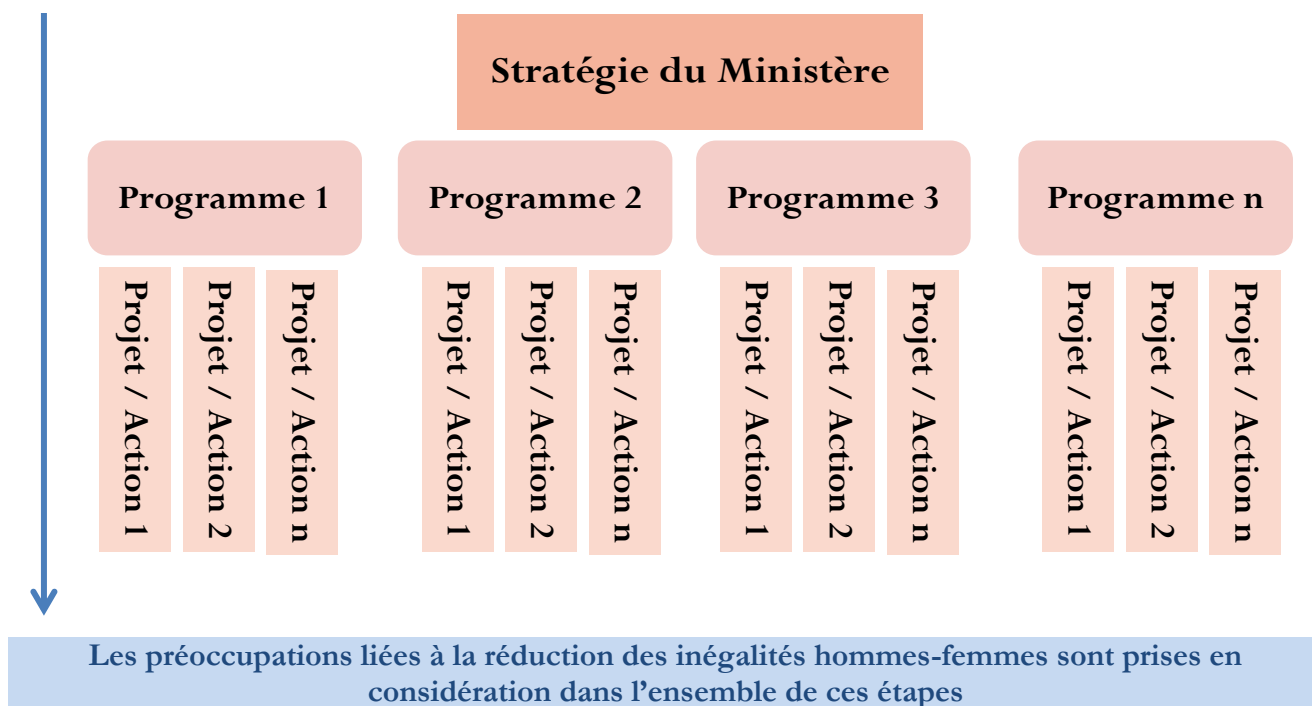 Stratégie du Ministère
Programme 1
Programme 2
Programme 3
Programme n
Projet / Action 1
Projet / Action 2
Projet / Action n
Projet / Action 1
Projet / Action 2
Projet / Action n
Projet / Action 1
Projet / Action 2
Projet / Action n
Projet / Action 1
Projet / Action 2
Projet / Action n
Les préoccupations liées à la réduction des inégalités hommes-femmes sont prises en
considération dans l’ensemble de ces étapes